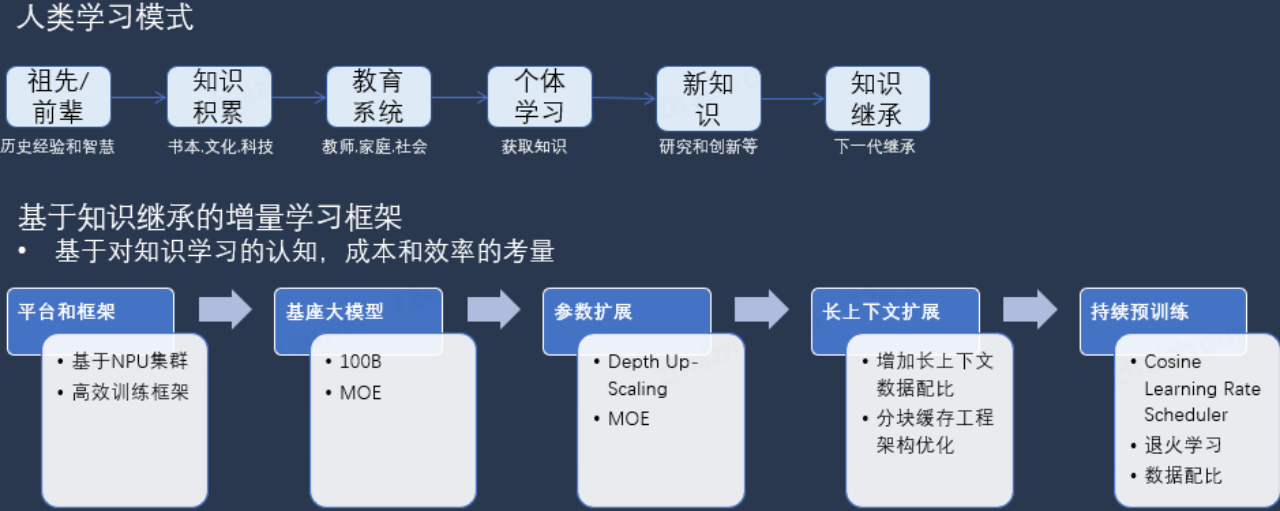 人类学习模式
祖先/
前辈
知识
积累
教育
系统
个体
学习
新知
识
知识
继承
历史经验和智慧
书本.文化.科技
教师.家庭.社会
获取知识
研究和创新等
下一代继承
基于知识继承的增量学习框架
• 基于对知识学习的认知，成本和效率的考量
平台和框架
• 基于NPU集群
• 高效训练框架
基座大模型
• 100B
• MOE
参数扩展
• Depth Up-
Scaling
• MOE
长上下文扩展
• 增加长上下文
数据配比
• 分块缓存工程
架构优化
持续预训练
• Cosine
Learning Rate
Scheduler
• 退火学习
• 数据配比